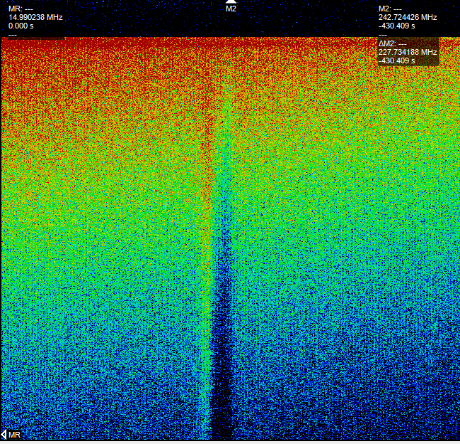 MR: ---
14.990238 MHz
0.000 s
---
M2
M2: ---
242.724426 MHz
-430.409 s
---
ΔM2: ---
227.734188 MHz
-430.409 s
MR